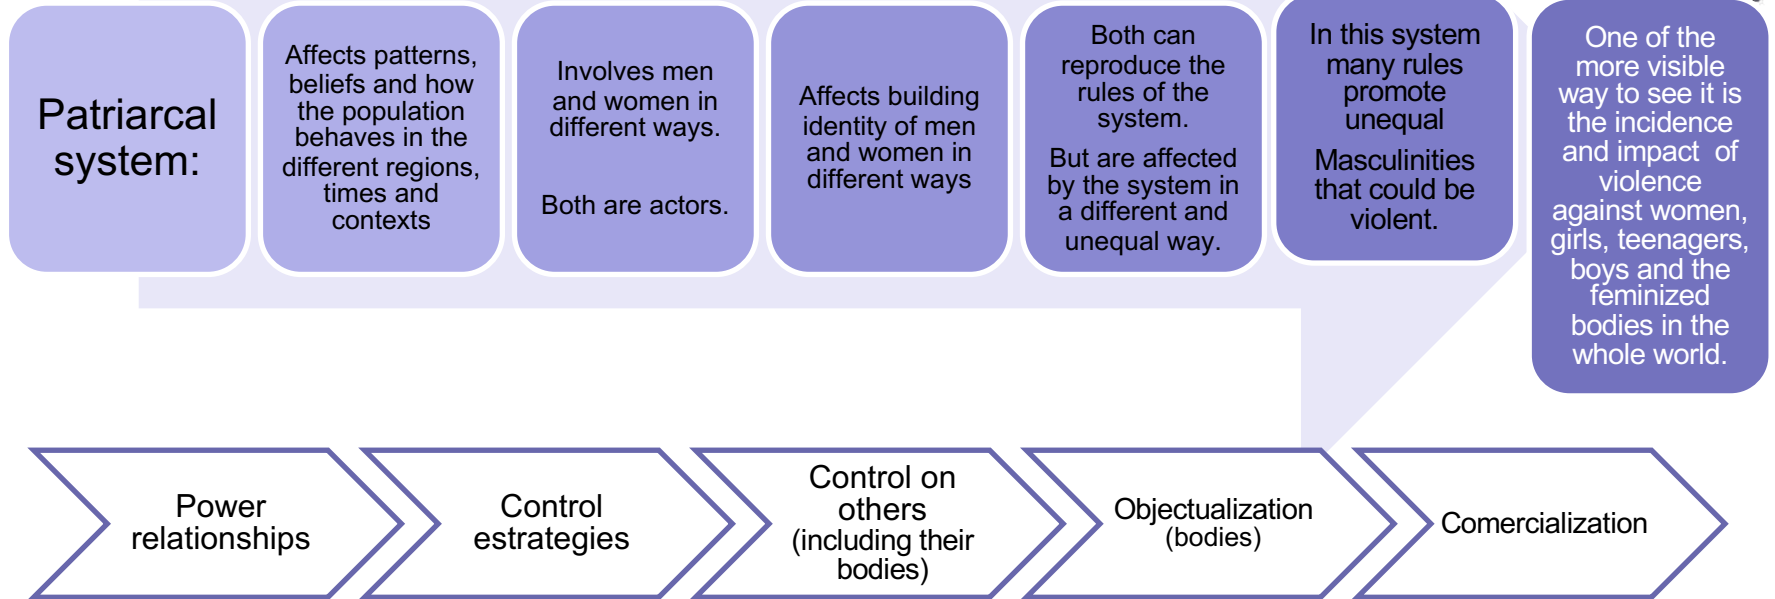 Patriarcal
system:
Affects patterns,
beliefs and how
the population
behaves in the
different regions,
times and
contexts
Involves men
and women in
different ways.
Both are actors.
Affects building
identity of men
and women in
different ways
Both can
reproduce the
rules of the
system.
But are affected
by the system in
a different and
unequal way.
In this system
many rules
promote
unequal
Masculinities
that could be
violent.
One of the
more visible
way to see it is
the incidence
and impact of
violence
against women,
girls, teenagers,
boys and the
feminized
bodies in the
whole world.
Power
relationships
Control
estrategies
Control on
others
(including their
bodies)
Objectualization
(bodies)
Comercialization